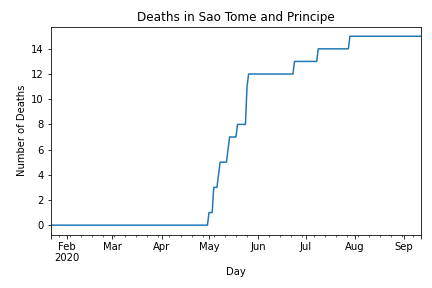 Deaths in Sao Tome and Principe
Number of Deaths
14
12
10
8
6
4
2
0
Feb Mar Apr May Jun Jul Aug Sep
2020
Day